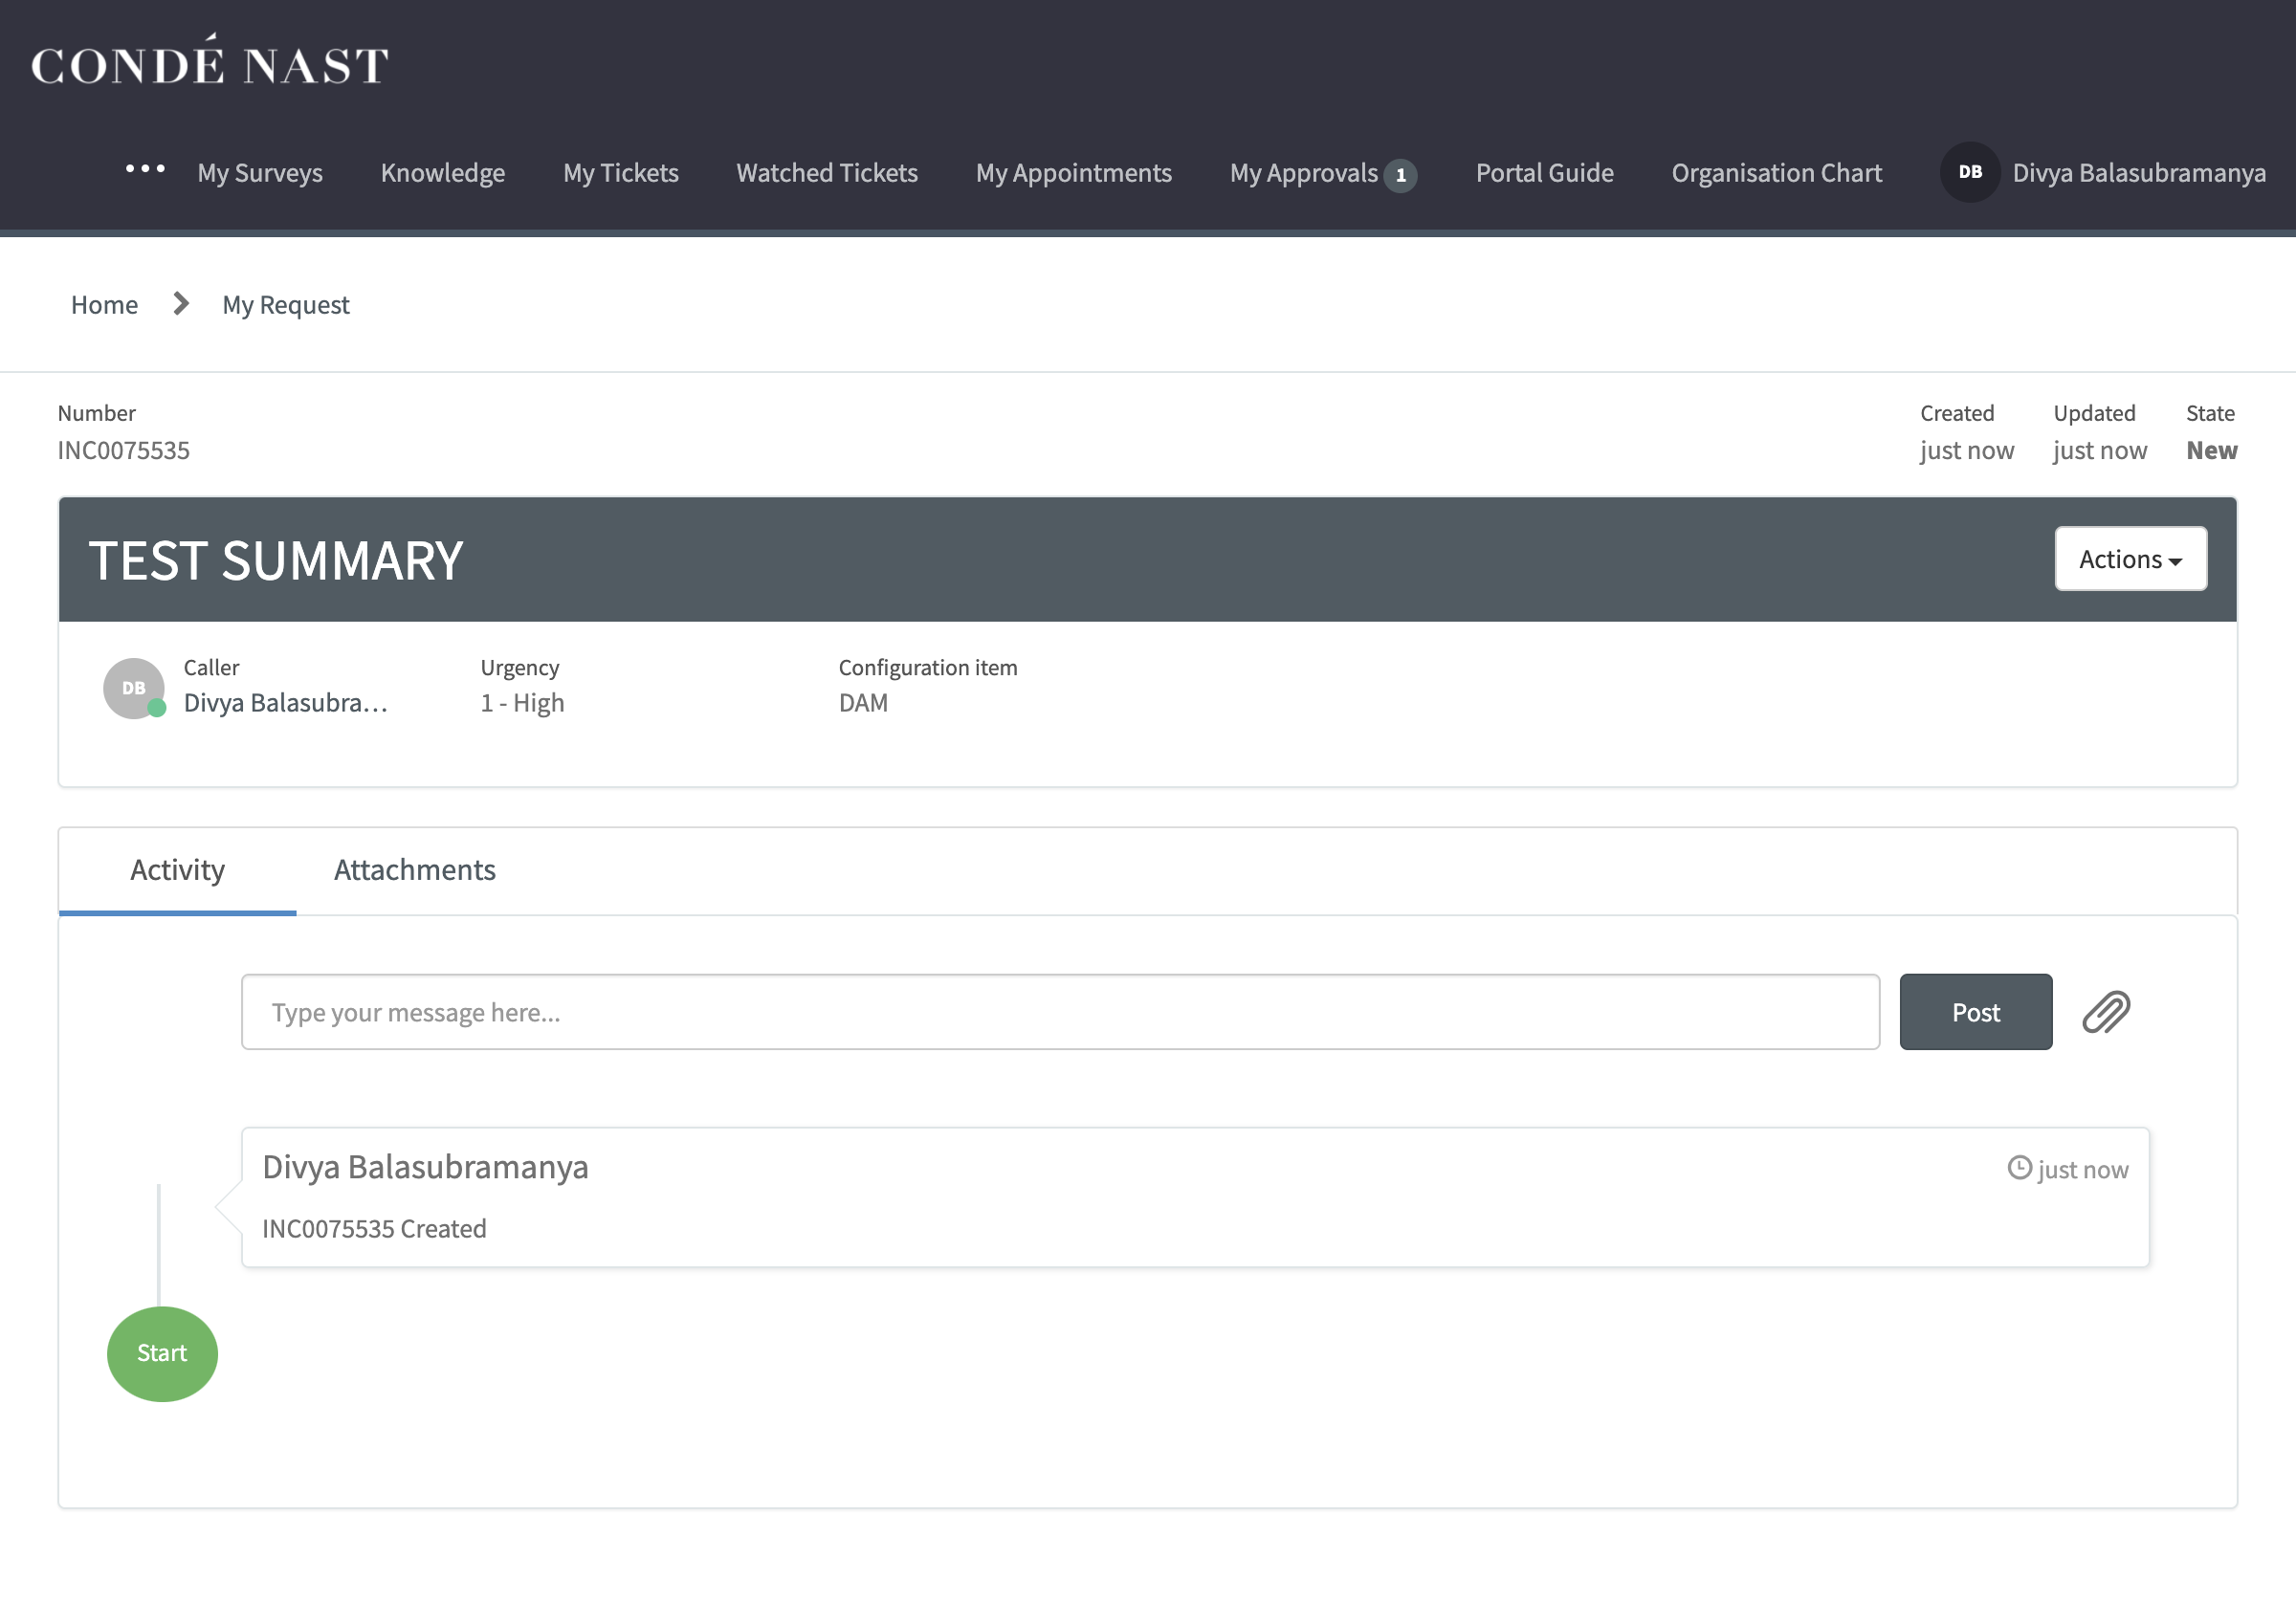 CONDÉ NAST
My Surveys Knowledge My Tickets Watched Tickets My Appointments My Approvals 1 Portal Guide Organisation Chart DB Divya Balasubramanya
Home My Request
Number Created Updated State
INC0075535 just now just now New
TEST SUMMARY Actions
Caller Urgency Configuration item
DB Divya Balasubra... 1 - High DAM
Activity Attachments
Type your message here... Post
Divya Balasubramanya just now
INC0075535 Created
Start